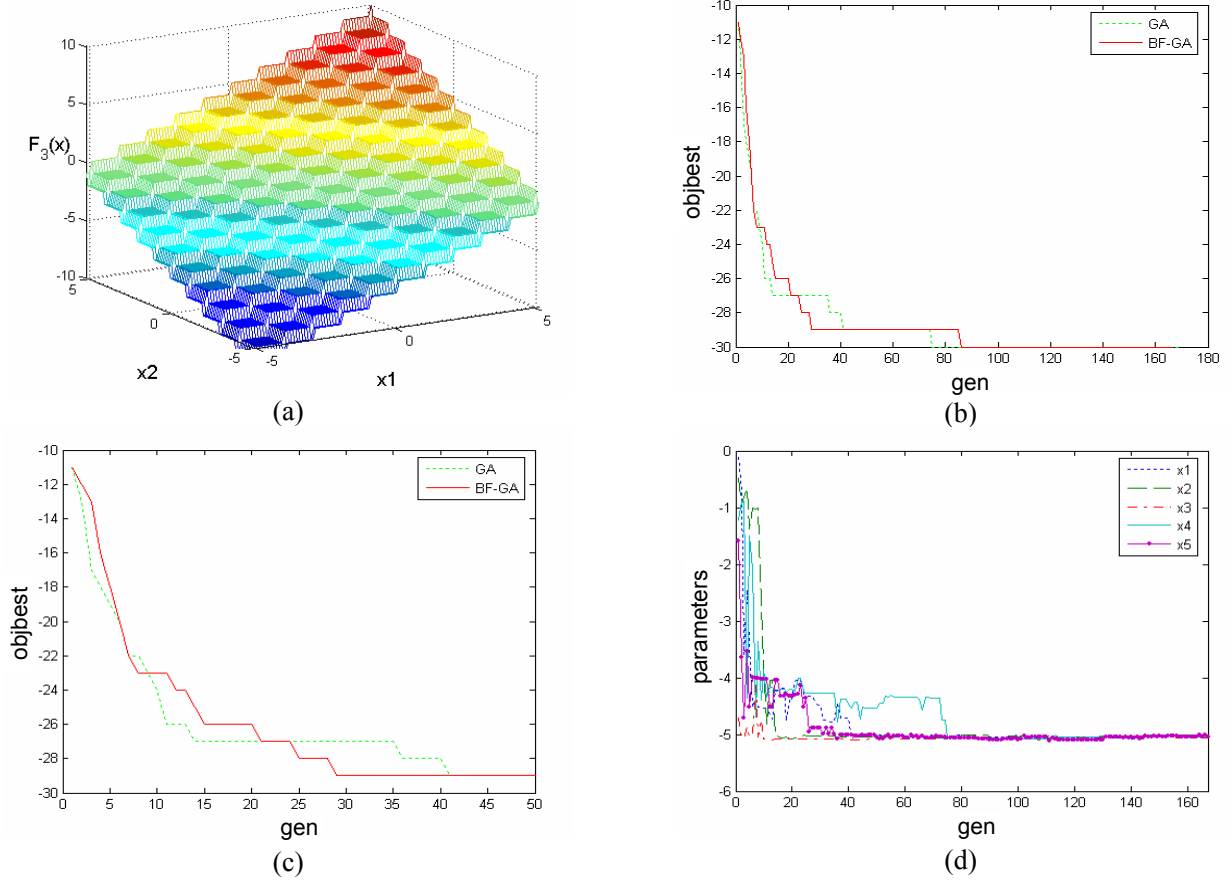 10
5
0
-5
-10
F3(x)
5
0
-5
x2
-5
0
5
x1
(a)
-10
-12
-14
-16
-18
-20
-22
-24
-26
-28
-30
objbest
GA
BF-GA
0 20 40 60 80 100 120 140 160 180
gen
(b)
-10
-12
-14
-16
-18
-20
-22
-24
-26
-28
-30
objbest
GA
BF-GA
0 5 10 15 20 25 30 35 40 45 50
gen
(c)
0
-1
-2
-3
-4
-5
-6
parameters
x1
x2
x3
x4
x5
0 20 40 60 80 100 120 140 160
gen
(d)